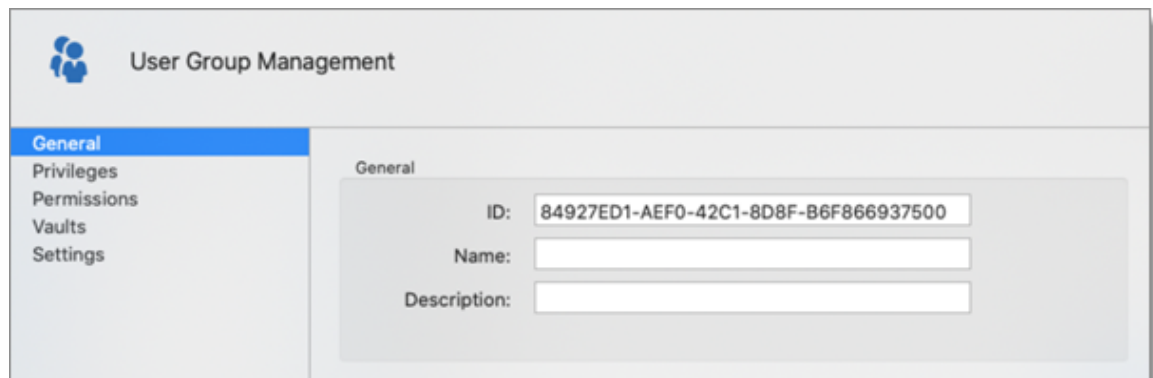 User Group Management
General
Privileges
Permissions
Vaults
Settings
General
ID: 84927ED1-AEF0-42C1-8D8F-B6F866937500
Name:
Description: